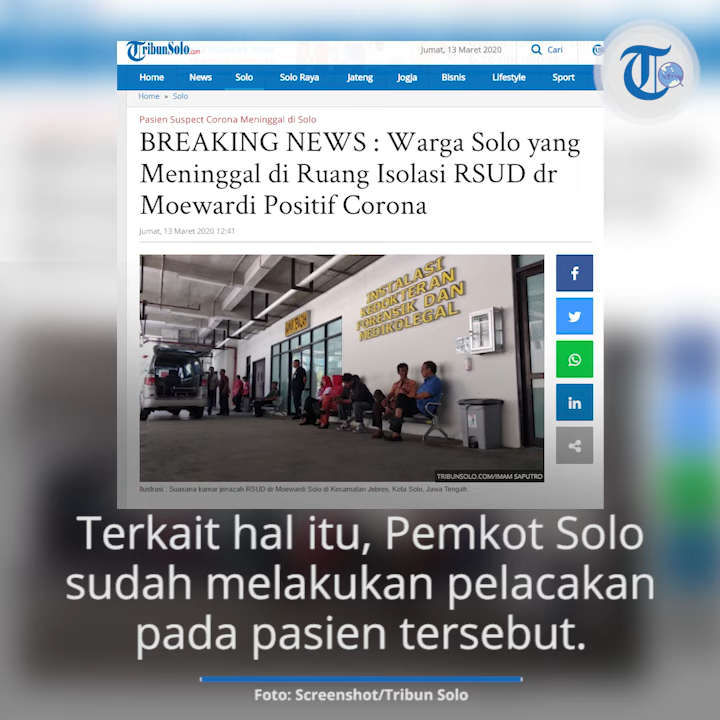 TribunSolo.com
Jumat, 13 Maret 2020
Cari
Home News Solo Solo Raya Jateng Jogja Bisnis Lifestyle Sport
Home » Solo
Pasien Suspect Corona Meninggal di Solo
BREAKING NEWS : Warga Solo yang
Meninggal di Ruang Isolasi RSUD dr
Moewardi Positif Corona
Jumat, 13 Maret 2020 12:41
INSTALASI
KEDOKTERAN
FORENSIK DAN
MEDIKOLEGAL
TRIBUNSOLO.COM/IMAM SAPUTRO
Ilustrasi : Suasana kamar jenazah RSUD dr Moewardi Solo di Kecamatan Jebres, Kota Solo, Jawa Tengah.
Terkait hal itu, Pemkot Solo
sudah melakukan pelacakan
pada pasien tersebut.
Foto: Screenshot/Tribun Solo